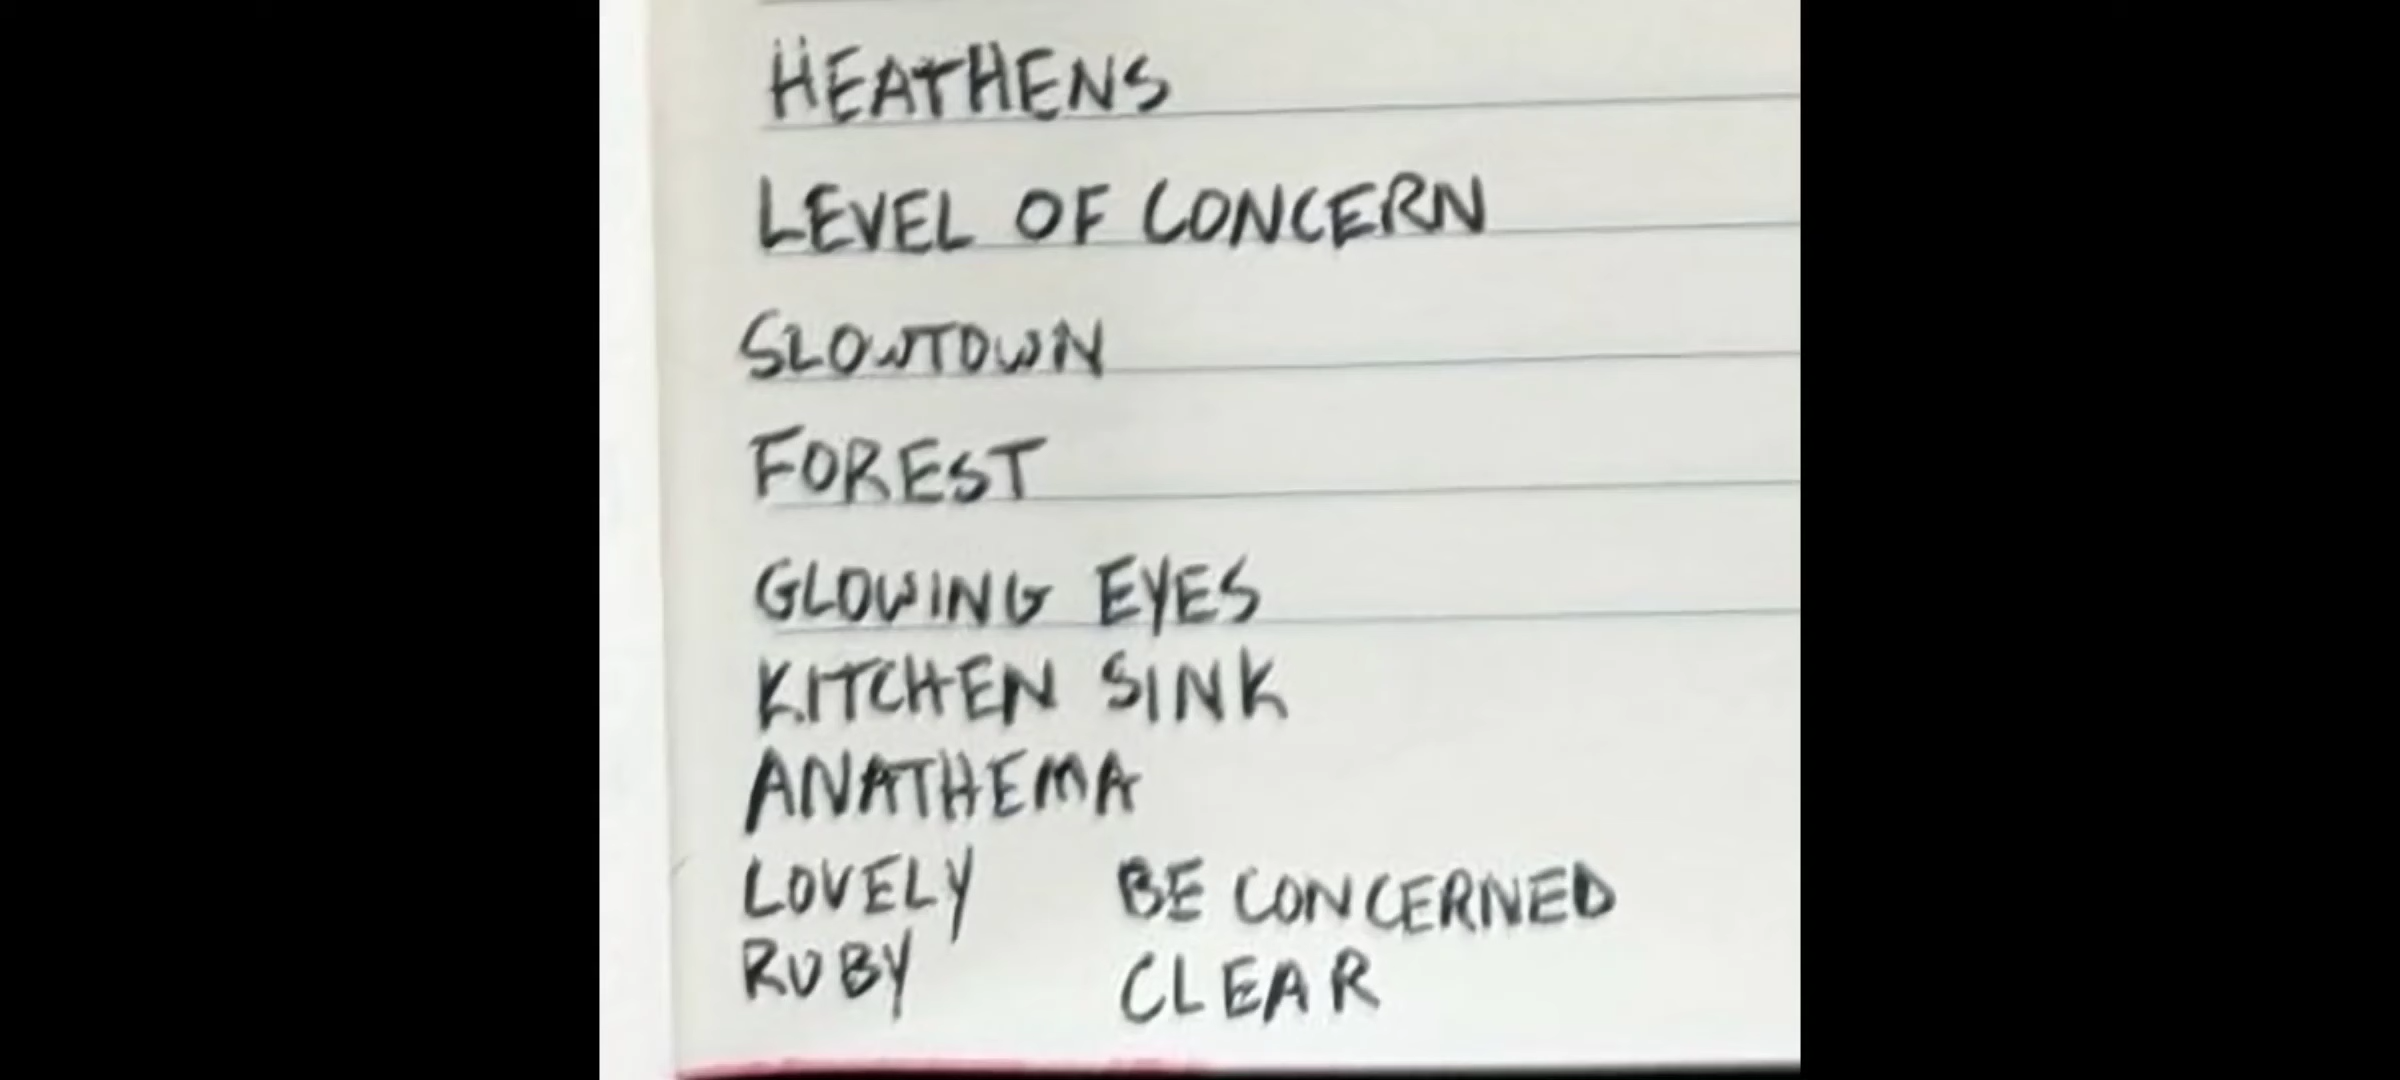 HEATHENS
LEVEL OF CONCERN
SLOWTOWN
FOREST
GLOWING EYES
KITCHEN SINK
ANATHEMA
LOVELY BE CONCERNED
RUBY CLEAR